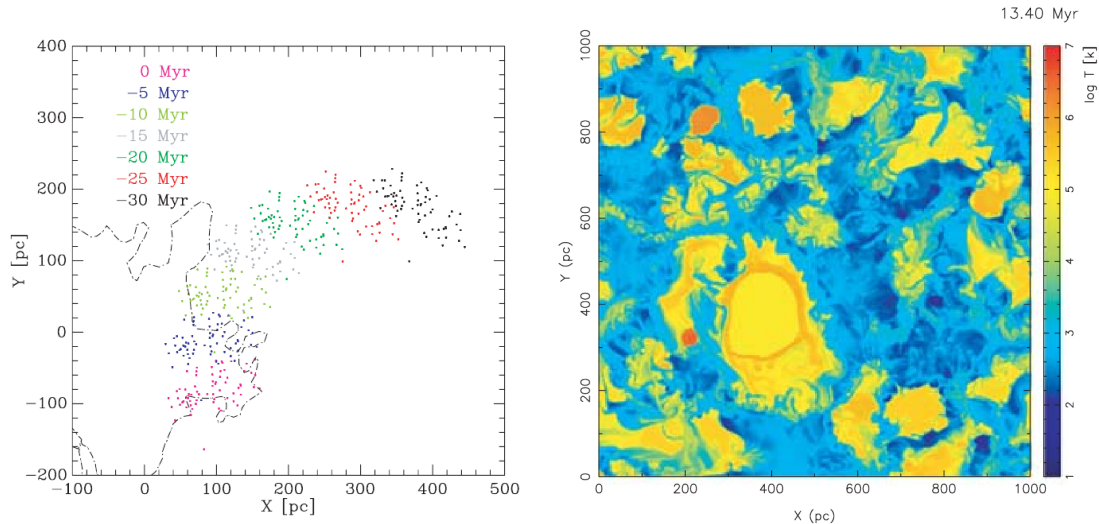 13.40 Myr
400
300
200
100
0
−100
−200
Y [pc]
0 Myr
−5 Myr
−10 Myr
−15 Myr
−20 Myr
−25 Myr
−30 Myr
−100 0 100 200 300 400 500
X [pc]
1000
800
600
400
200
0
Y (pc)
0 200 400 600 800 1000
X (pc)
7
6
5
4
3
2
1
log T [k]